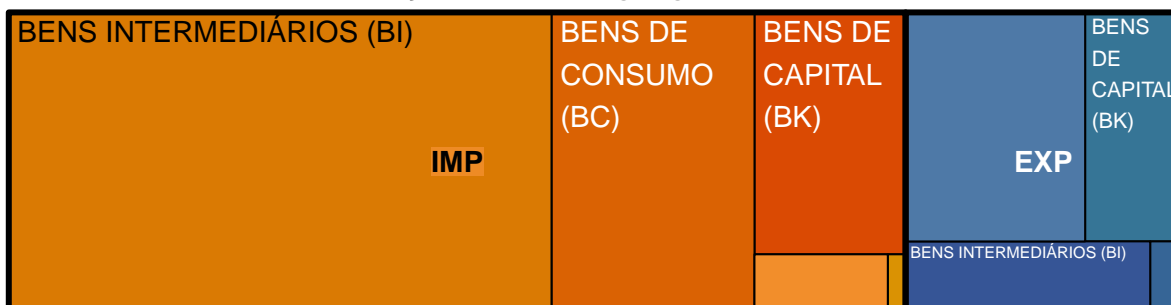 BENS INTERMEDIÁRIOS (BI)
BENS DE
CONSUMO
(BC)
BENS DE
CAPITAL
(BK)
IMP
BENS
DE
CAPITAL
(BK)
EXP
BENS INTERMEDIÁRIOS (BI)